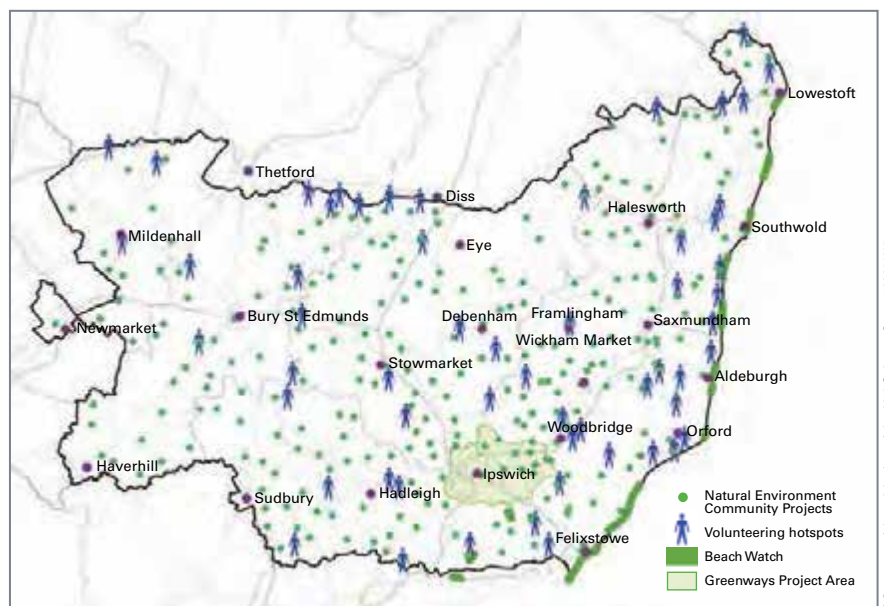 Lowestoft
Thetford
Diss
Halesworth
Southwold
Mildenhall
Eye
Bury St Edmunds
Debenham
Framlingham
Saxmundham
Newmarket
Wickham Market
Stowmarket
Aldeburgh
Woodbridge
Orford
Haverhill
Ipswich
Sudbury
Hadleigh
Felixstowe
Natural Environment
Community Projects
Volunteering hotspots
Beach Watch
Greenways Project Area